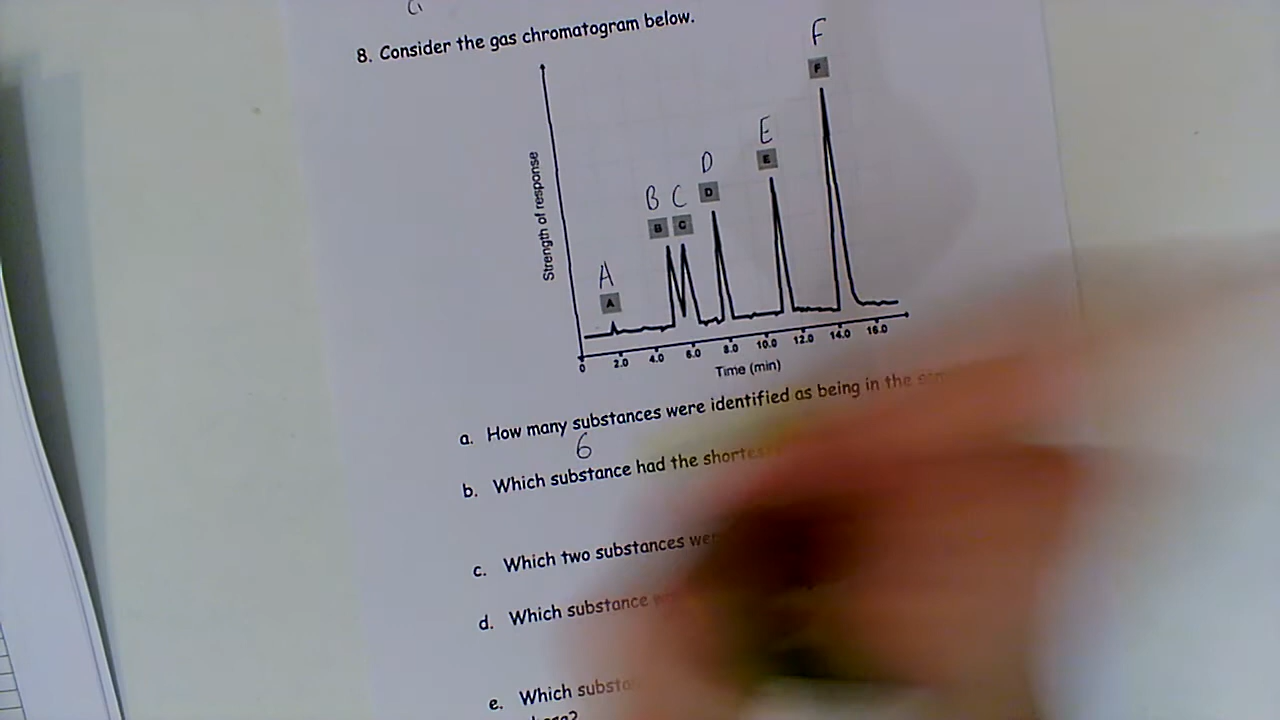 8. Consider the gas chromatogram below.
F
F
E
E
D
D
B C
B C
A
A
Strength of response
0 2.0 4.0 6.0 8.0 10.0 12.0 14.0 16.0
Time (min)
a. How many substances were identified as being in the
6
b. Which substance had the shortest
c. Which two substances
d. Which substance
e. Which